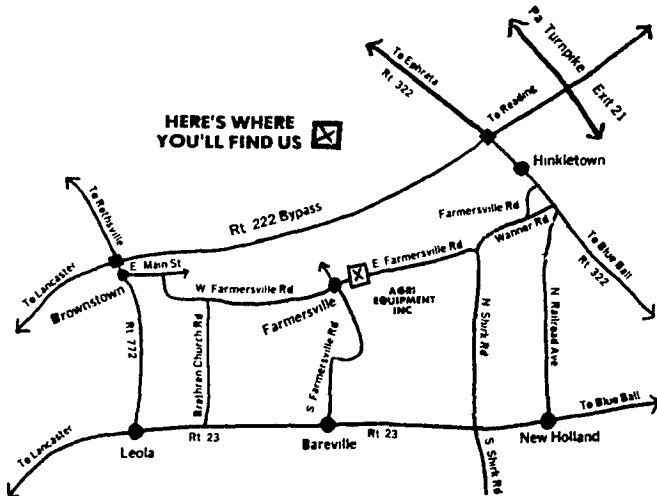 Pa Turnpike
Exit 21
To Ephrata
Rt 322
To Reading
HERE'S WHERE
YOU'LL FIND US
Hinkletown
To Rothsville
Rt 222 Bypass
Farmersville Rd
Wanner Rd
To Blue Ball
Rt 322
E Main St
E Farmersville Rd
To Lancaster
Brownstown
W Farmersville Rd
Farmersville
AGRI
EQUIPMENT
INC
Rt 772
Brethren Church Rd
S Farmersville Rd
N Shirk Rd
N Railroad Ave
To Blue Ball
To Lancaster
Leola
Rt 23
Bareville
Rt 23
New Holland
S Shirk Rd